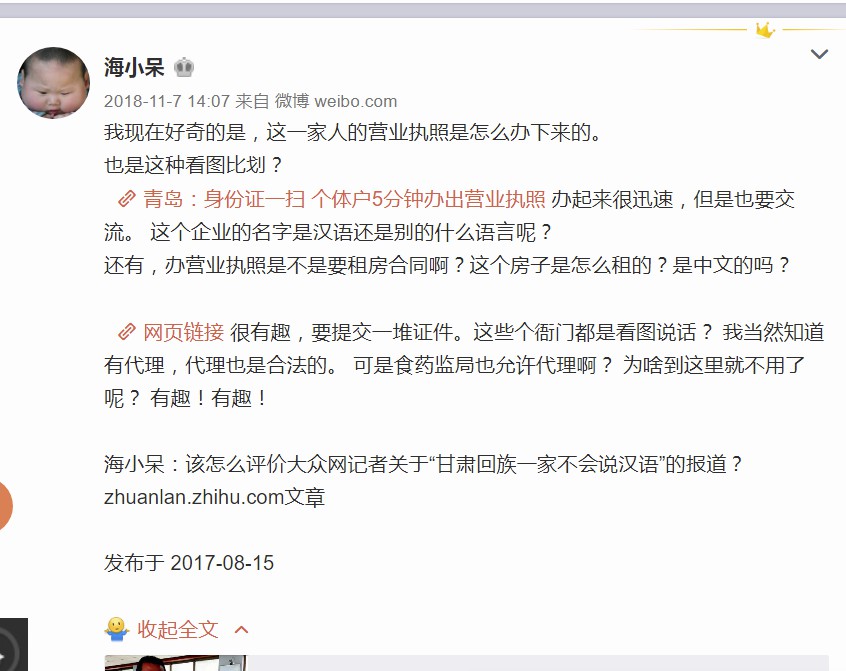 海小呆
2018-11-7 14:07 来自 微博 weibo.com
我现在好奇的是，这一家人的营业执照是怎么办下来的。
也是这种看图比划？
青岛：身份证一扫 个体户5分钟办出营业执照 办起来很迅速，但是也要交
流。 这个企业的名字是汉语还是别的什么语言呢？
还有，办营业执照是不是要租房合同啊？这个房子是怎么租的？是中文的吗？
网页链接 很有趣，要提交一堆证件。这些个衙门都是看图说话？ 我当然知道
有代理，代理也是合法的。 可是食药监局也允许代理啊？ 为啥到这里就不用了
呢？ 有趣！有趣！
海小呆：该怎么评价大众网记者关于“甘肃回族一家不会说汉语”的报道？
zhuanlan.zhihu.com文章
发布于 2017-08-15
收起全文